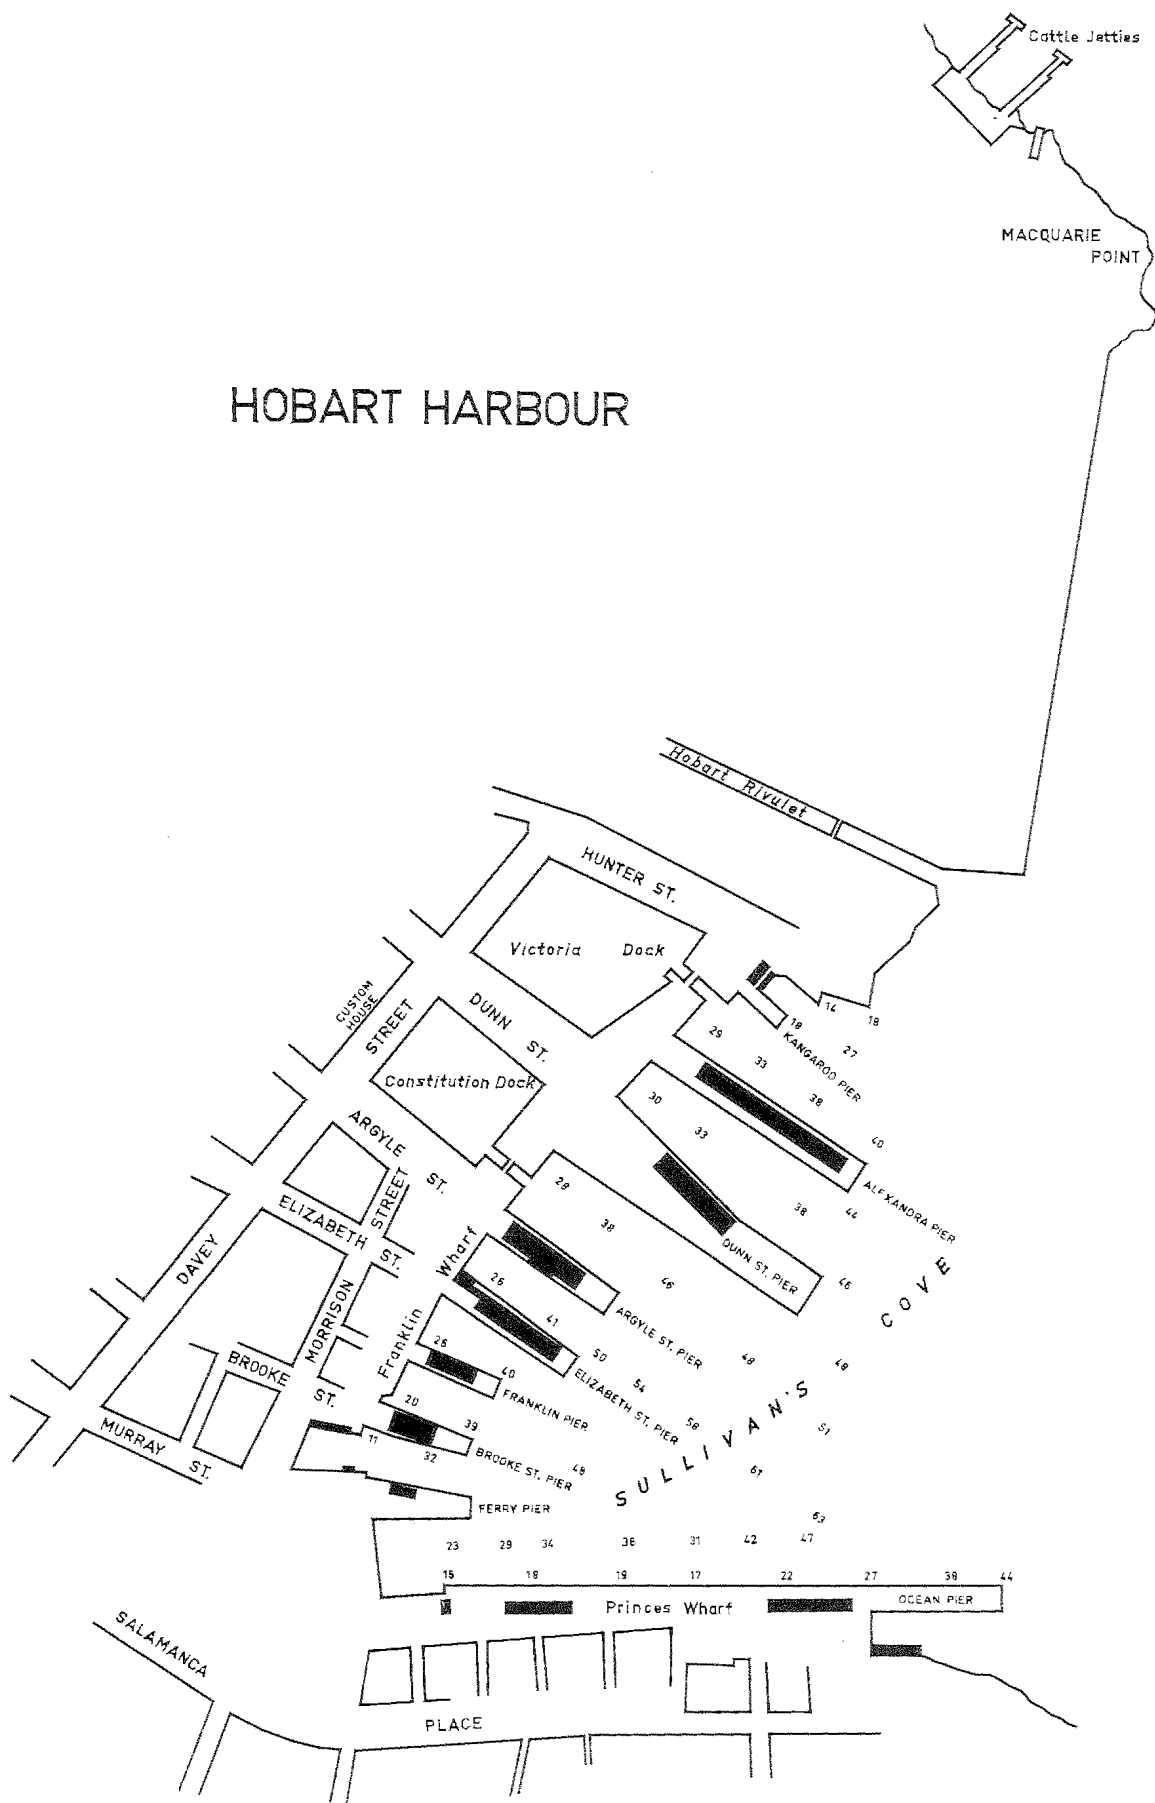 Cattle Jetties
MACQUARIE
POINT
HOBART HARBOUR
Hobart Rivulet
HUNTER ST.
Victoria Dock
CUSTOM
HOUSE
STREET
DUNN ST.
Constitution Dock
14
18
18
27
KANGAROO PIER
29
33
38
40
ALEXANDRA PIER
30
33
38
44
DUNN ST. PIER
46
ARGYLE ST.
STREET
ELIZABETH ST.
DAVEY
MORRISON
BROOKE ST.
MURRAY ST.
Franklin Wharf
29
38
46
ARGYLE ST. PIER
48
48
51
26
41
50
54
58
61
63
ELIZABETH ST. PIER
26
40
FRANKLIN PIER
20
39
48
BROOKE ST. PIER
11
32
FERRY PIER
SULLIVAN'S COVE
23 29 34 36 31 42 47
15 18 19 17 22 27 38 44
Princes Wharf
OCEAN PIER
SALAMANCA
PLACE